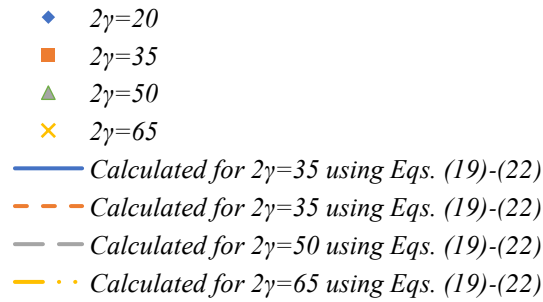 2γ=20
2γ=35
2γ=50
2γ=65
Calculated for 2γ=35 using Eqs. (19)-(22)
Calculated for 2γ=35 using Eqs. (19)-(22)
Calculated for 2γ=50 using Eqs. (19)-(22)
Calculated for 2γ=65 using Eqs. (19)-(22)